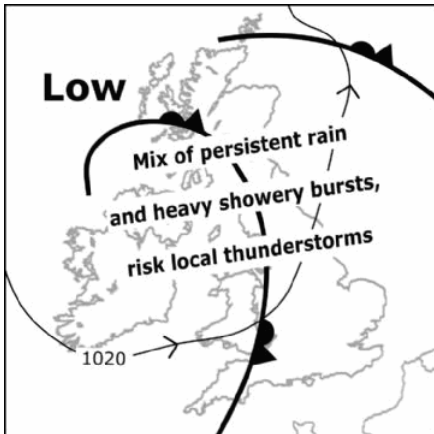 Low
Mix of persistent rain
and heavy showery bursts,
risk local thunderstorms
1020